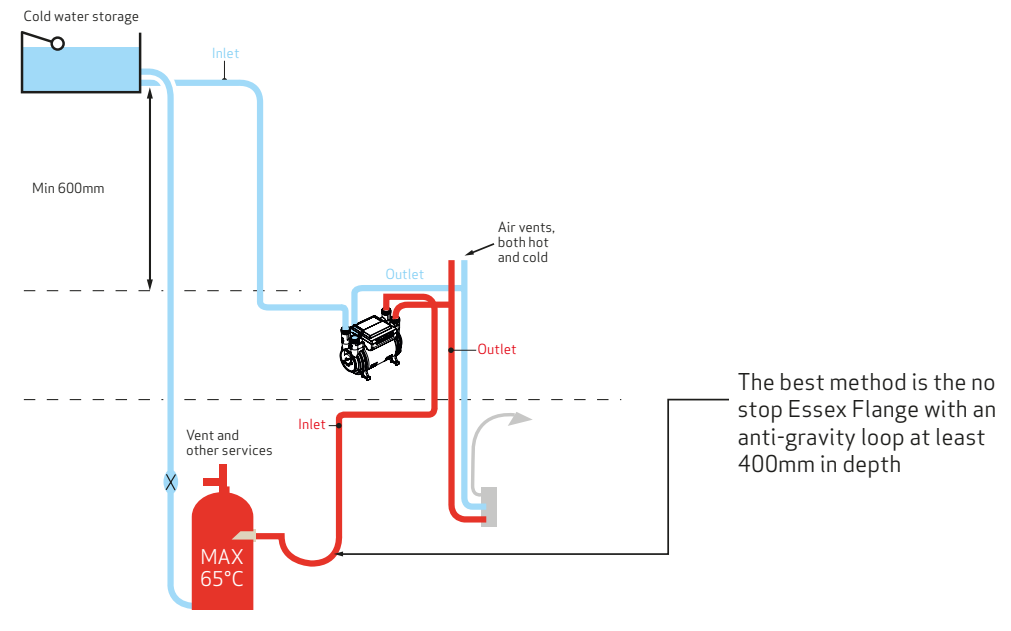 Cold water storage
Inlet
Min 600mm
Air vents,
both hot
and cold
Outlet
Outlet
The best method is the no
stop Essex Flange with an
anti-gravity loop at least
400mm in depth
Inlet
Vent and
other services
MAX
65°C